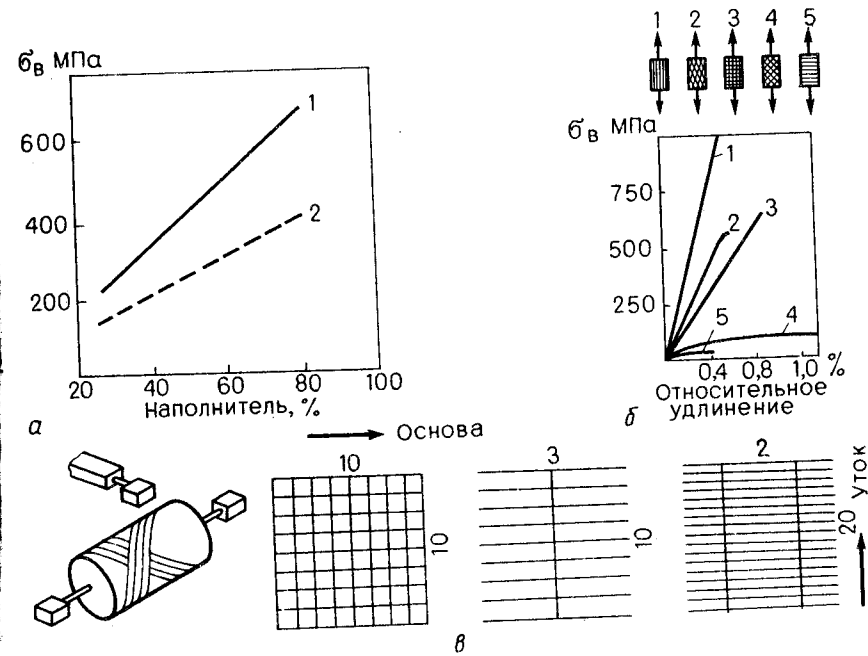 1 2 3 4 5
σв МПа
600
400
200
1
2
20 40 60 80 100
Наполнитель, %
а
σв МПа
750
500
250
1
2
3
4
5
0,4 0,8 1,0 %
Относительное
удлинение
б
Основа
10
10
3
10
2
20
Уток
в